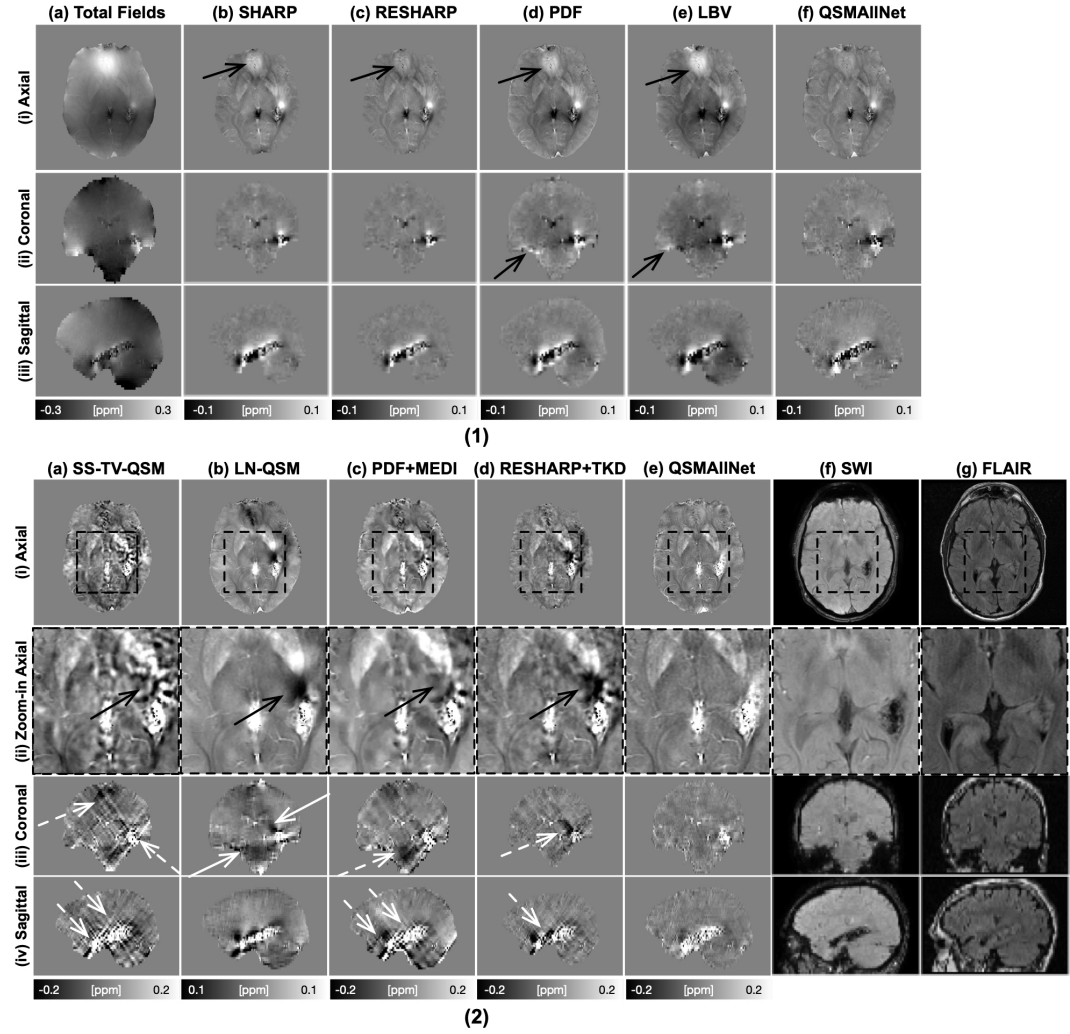 (a) Total Fields (b) SHARP (c) RESHARP (d) PDF (e) LBV (f) QSMAIINet
(i) Axial
(ii) Coronal
(iii) Sagittal
-0.3 [ppm] 0.3 -0.1 [ppm] 0.1 -0.1 [ppm] 0.1 -0.1 [ppm] 0.1 -0.1 [ppm] 0.1 -0.1 [ppm] 0.1
(1)
(a) SS-TV-QSM (b) LN-QSM (c) PDF+MEDI (d) RESHARP+TKD (e) QSMAIINet (f) SWI (g) FLAIR
(i) Axial
(ii) Zoom-in Axial
(iii) Coronal
(iv) Sagittal
-0.2 [ppm] 0.2 0.1 [ppm] 0.1 -0.2 [ppm] 0.2 -0.2 [ppm] 0.2 -0.2 [ppm] 0.2
(2)